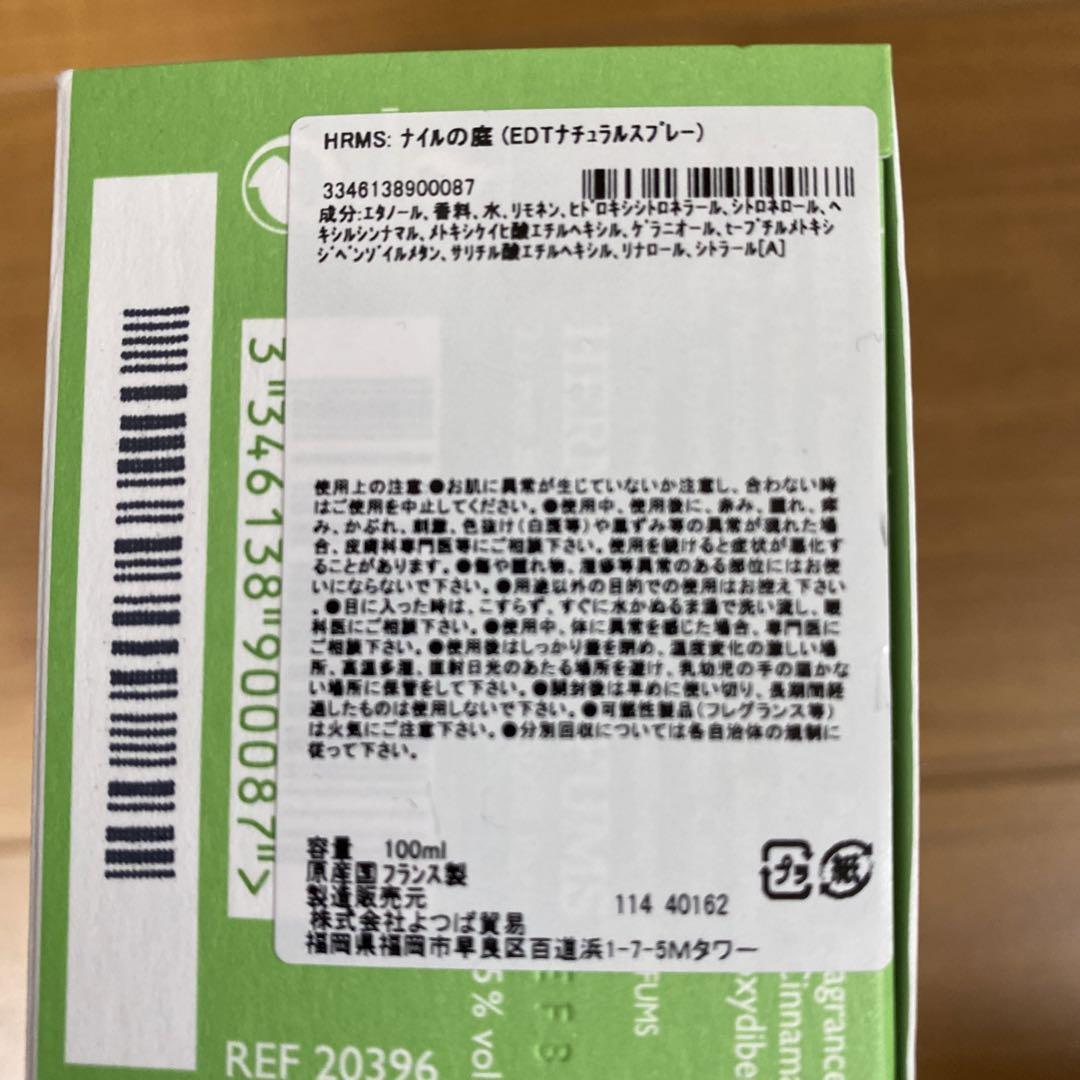 HRMS: ナイルの庭 (EDTナチュラルスプレー)
3346138900087
成分:エタノール、香料、水、リモネン、ヒドロキシシトロネラール、シトロネロール、ヘ
キシルシンナマル、メトキシケイヒ酸エチルヘキシル、ゲラニオール、t-ブチルメトキシ
ジベンゾイルメタン、サリチル酸エチルヘキシル、リナロール、シトラール[A]
使用上の注意:●お肌に異常が生じていないか注意し、合わない時
はご使用を中止してください。●使用中、使用後に、赤み、腫れ、痒
み、かぶれ、刺激、色抜け(白斑等)や黒ずみ等の異常が現れた場
合、皮膚科専門医等にご相談下さい。使用を続けると症状が悪化す
ることがあります。●傷や腫れ物、湿疹等異常のある部位にはお使
いにならないで下さい。●用途以外の目的での使用はお控え下さい
。●目に入った時は、こすらず、すぐに水かぬるま湯で洗い流し、眼
科医にご相談下さい。●使用中、体に異常を感じた場合、専門医に
ご相談下さい。●使用後はしっかり蓋を閉め、温度変化の激しい場
所、高温多湿、直射日光のあたる場所を避け、乳幼児の手の届かな
い場所に保管をして下さい。●開封後は早めに使い切り、長期間経
過したものは使用しないで下さい。●可燃性製品(フレグランス等)
は火気にご注意下さい。●分別回収については各自治体の規制に
従って下さい。
容量 100ml
原産国 フランス製
製造販売元
株式会社よつば貿易
福岡県福岡市早良区百道浜1-7-5Mタワー
114 40162
プラ
紙
3"346138"900087">
REF 20396
5% vol
FUMS